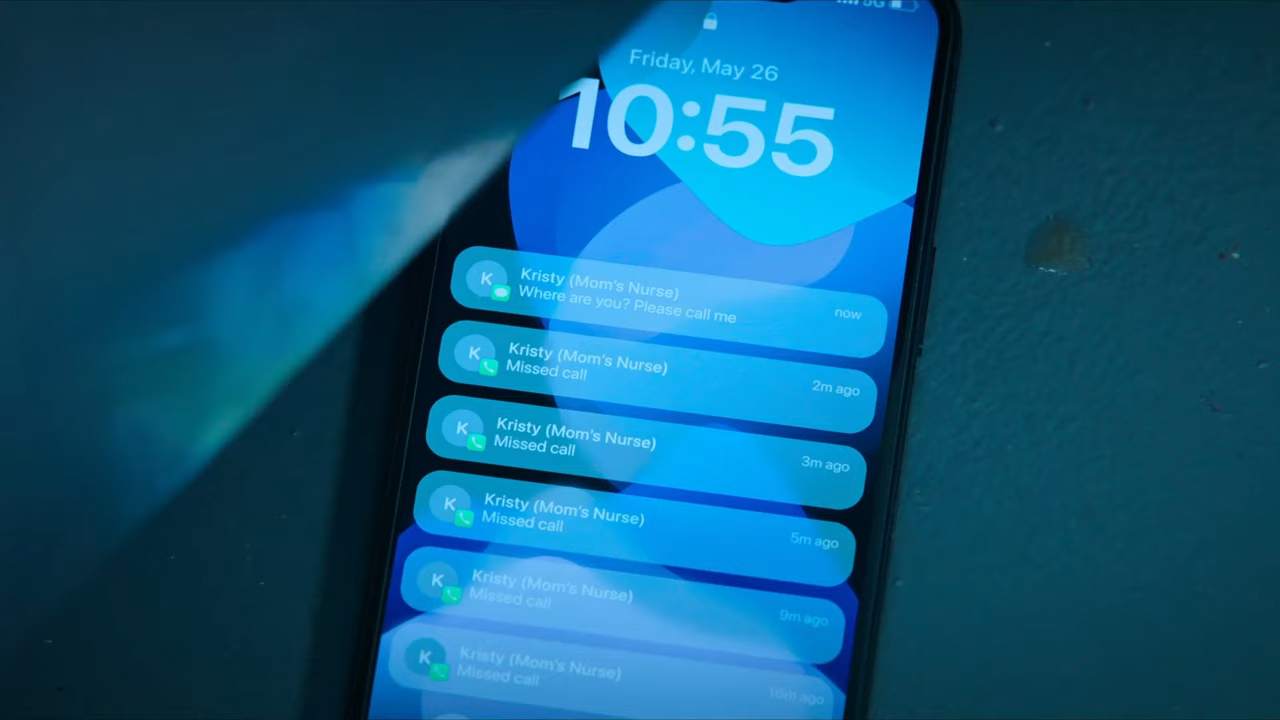 5G
Friday, May 26
10:55
K
Kristy (Mom's Nurse)
Where are you? Please call me
now
K
Kristy (Mom's Nurse)
Missed call
2m ago
K
Kristy (Mom's Nurse)
Missed call
3m ago
K
Kristy (Mom's Nurse)
Missed call
5m ago
K
Kristy (Mom's Nurse)
Missed call
9m ago
K
Kristy (Mom's Nurse)
Missed call